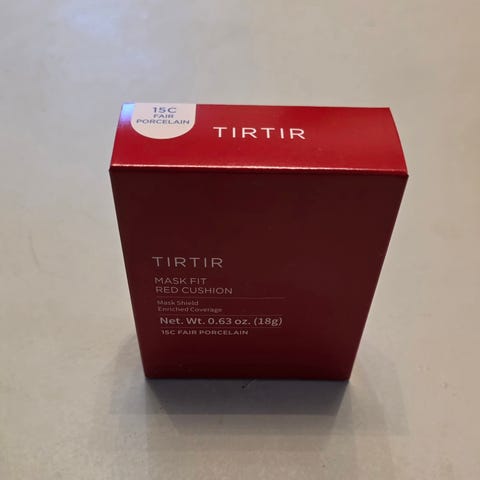 15C
FAIR
PORCELAIN
TIRTIR
TIRTIR
MASK FIT
RED CUSHION
Mask Shield
Enriched Coverage
Net. Wt. 0.63 oz. (18g)
15C FAIR PORCELAIN